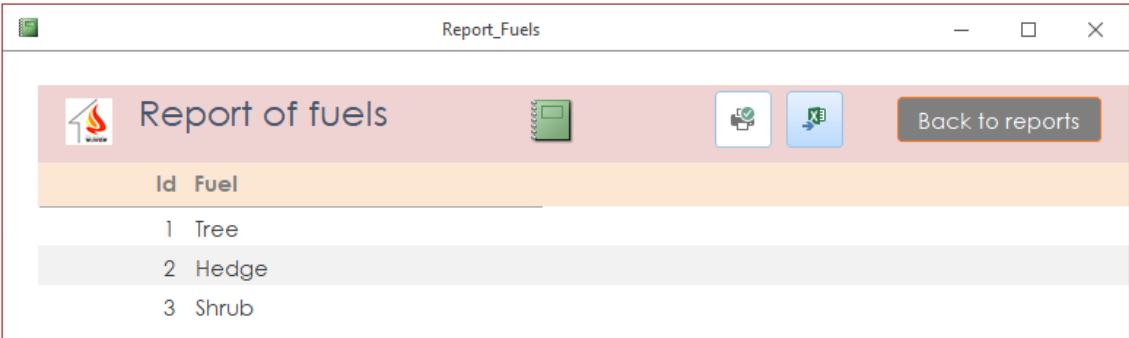 Report_Fuels
Report of fuels
Back to reports
Id Fuel
1 Tree
2 Hedge
3 Shrub